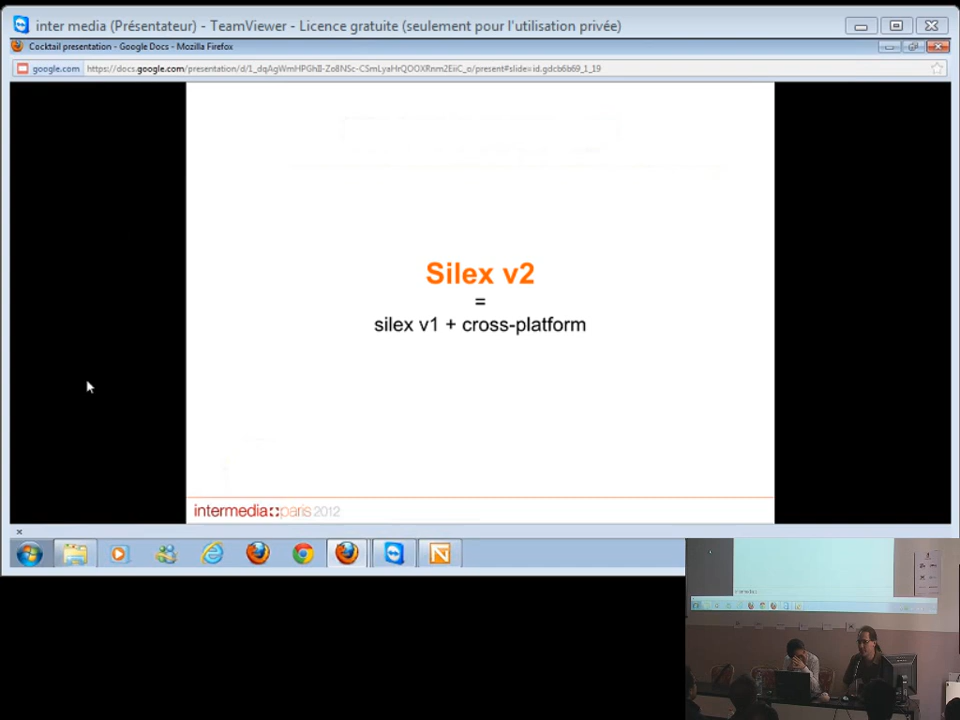 inter media (Présentateur) - TeamViewer - Licence gratuite (seulement pour l'utilisation privée)
Cocktail presentation - Google Docs - Mozilla Firefox
google.com
Silex v2
=
silex v1 + cross-platform
intermedia::paris 2012